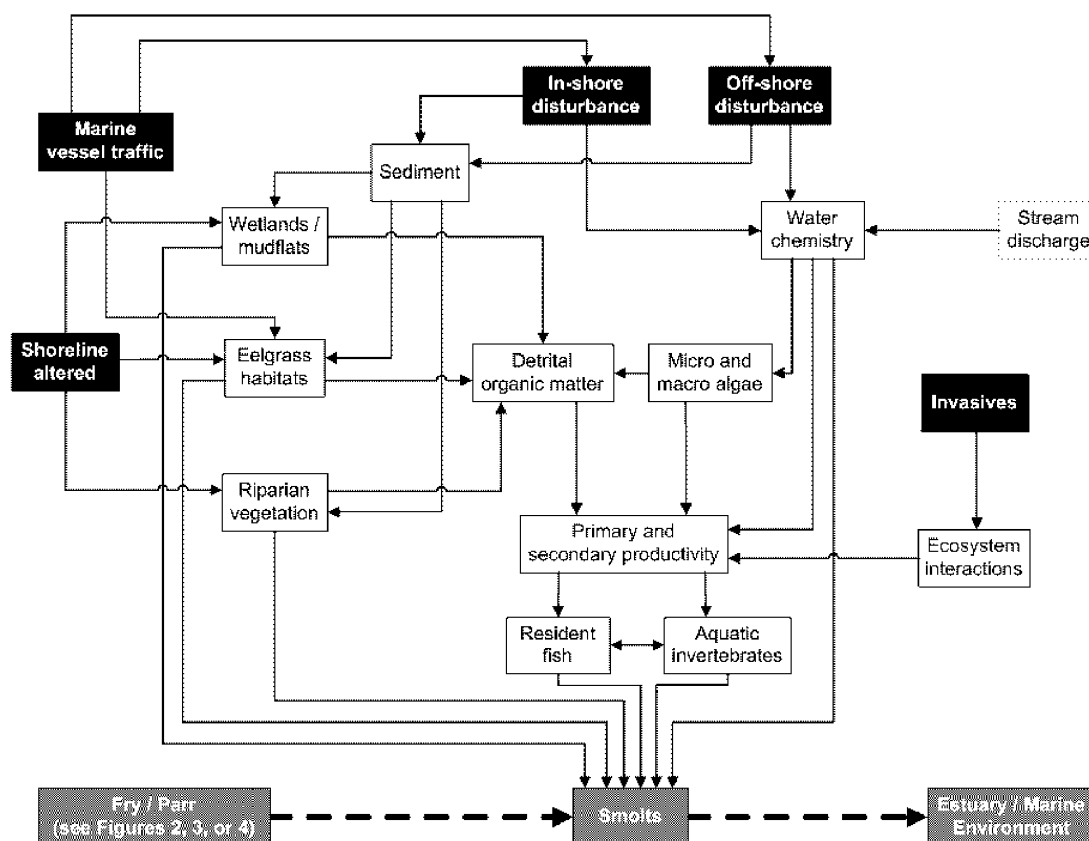 In-shore
disturbance
Off-shore
disturbance
Marine
vessel traffic
Sediment
Wetlands /
mudflats
Water
chemistry
Stream
discharge
Shoreline
altered
Eelgrass
habitats
Detrital
organic matter
Micro and
macro algae
Invasives
Riparian
vegetation
Primary and
secondary productivity
Ecosystem
interactions
Resident
fish
Aquatic
invertebrates
Fry / Parr
(see Figures 2, 3, or 4)
Smolts
Estuary / Marine
Environment